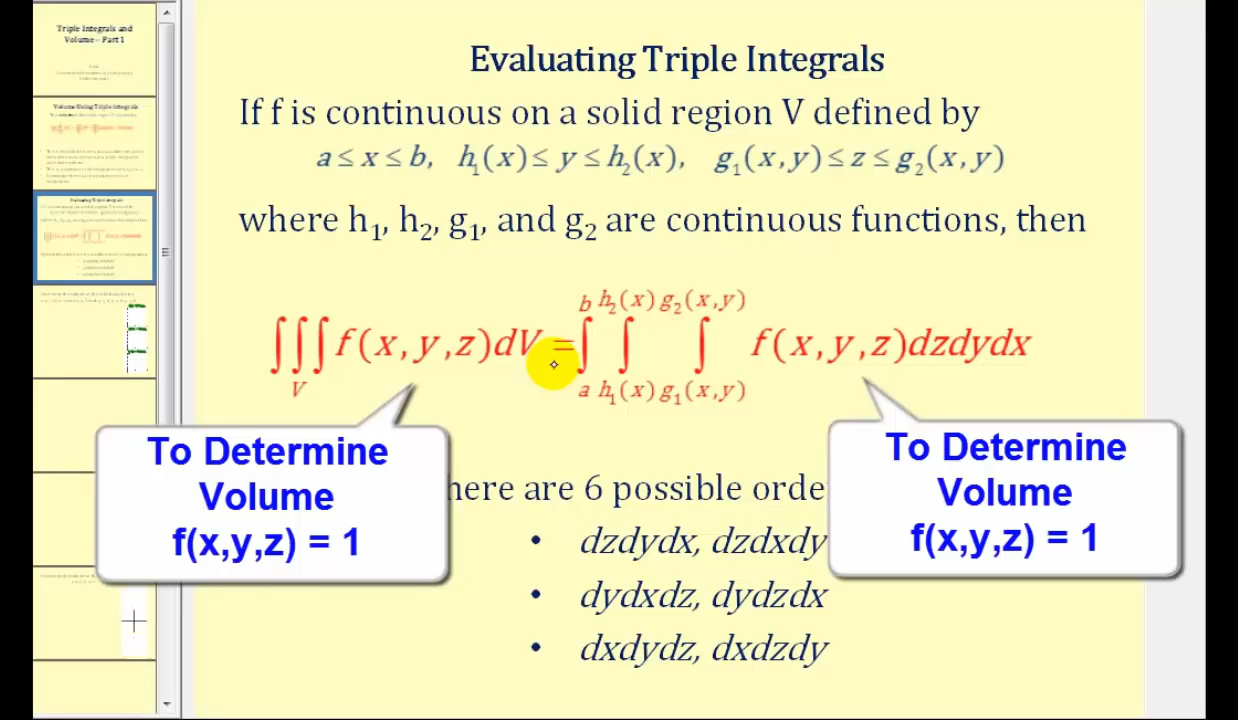 Triple Integrals and
Volume – Part 1
Volume Using Triple Integrals
Evaluating Triple Integrals
Evaluating Triple Integrals
If f is continuous on a solid region V defined by
a ≤ x ≤ b, h₁(x) ≤ y ≤ h₂(x), g₁(x,y) ≤ z ≤ g₂(x,y)
where h₁, h₂, g₁, and g₂ are continuous functions, then
∭_V f(x,y,z)dV = ∫_a^b ∫_{h₁(x)}^{h₂(x)} ∫_{g₁(x,y)}^{g₂(x,y)} f(x,y,z)dzdydx
To Determine
Volume
f(x,y,z) = 1
To Determine
Volume
f(x,y,z) = 1
here are 6 possible orde
• dzdydx, dzdxdy
• dydxdz, dydzdx
• dxdydz, dxdzdy